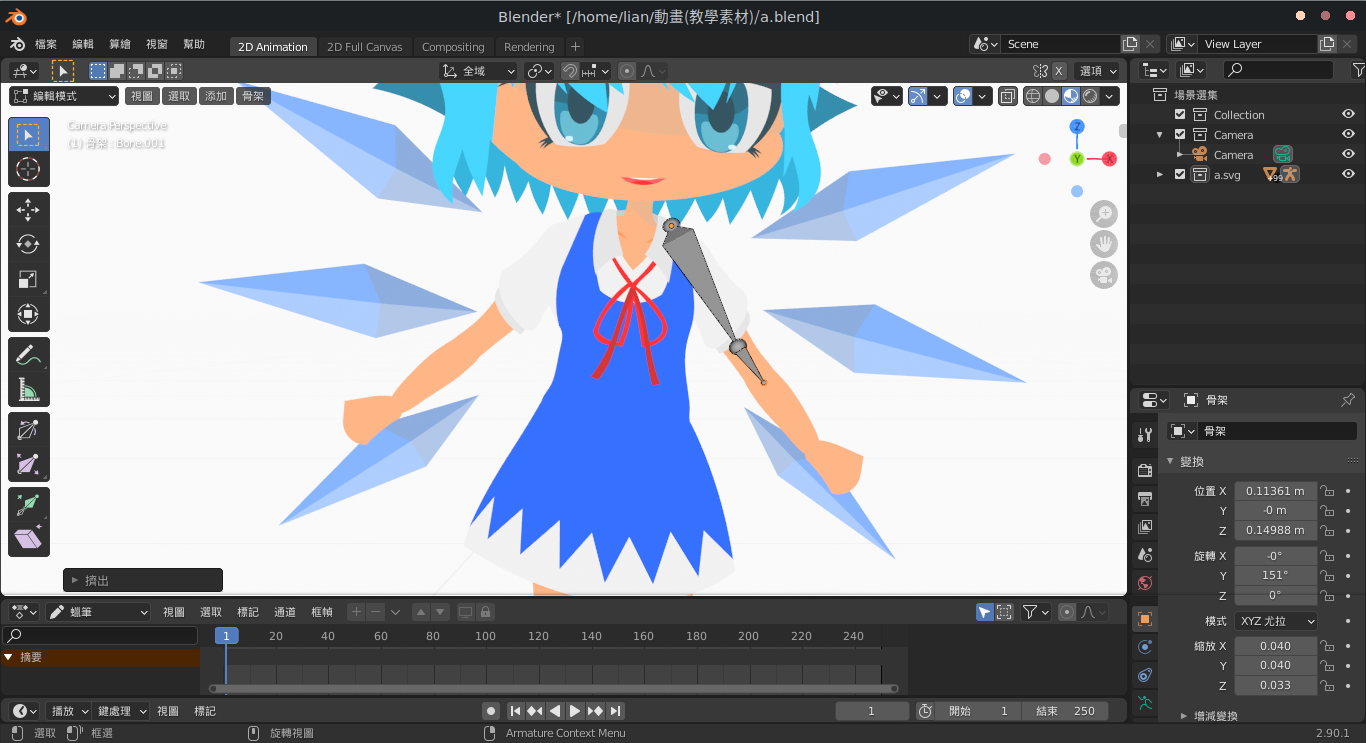 Blender* [/home/lian/動畫(教學素材)/a.blend]
檔案 編輯 算繪 視窗 幫助 2D Animation 2D Full Canvas Compositing Rendering + Scene View Layer
全域 X 選項
編輯模式 視圖 選取 添加 骨架
場景選集
Collection
Camera
Camera
a.svg +99
Camera Perspective
(1) 骨架 : Bone.001
Z
Y
X
擠出
骨架
骨架
變換
位置 X 0.11361 m
Y -0 m
Z 0.14988 m
旋轉 X -0°
Y 151°
Z 0°
模式 XYZ 尤拉
縮放 X 0.040
Y 0.040
Z 0.033
增減變換
蠟筆 視圖 選取 標記 通道 框幀
1 20 40 60 80 100 120 140 160 180 200 220 240
摘要
播放 鍵處理 視圖 標記 1 開始 1 結束 250
選取 框選 旋轉視圖 Armature Context Menu 2.90.1